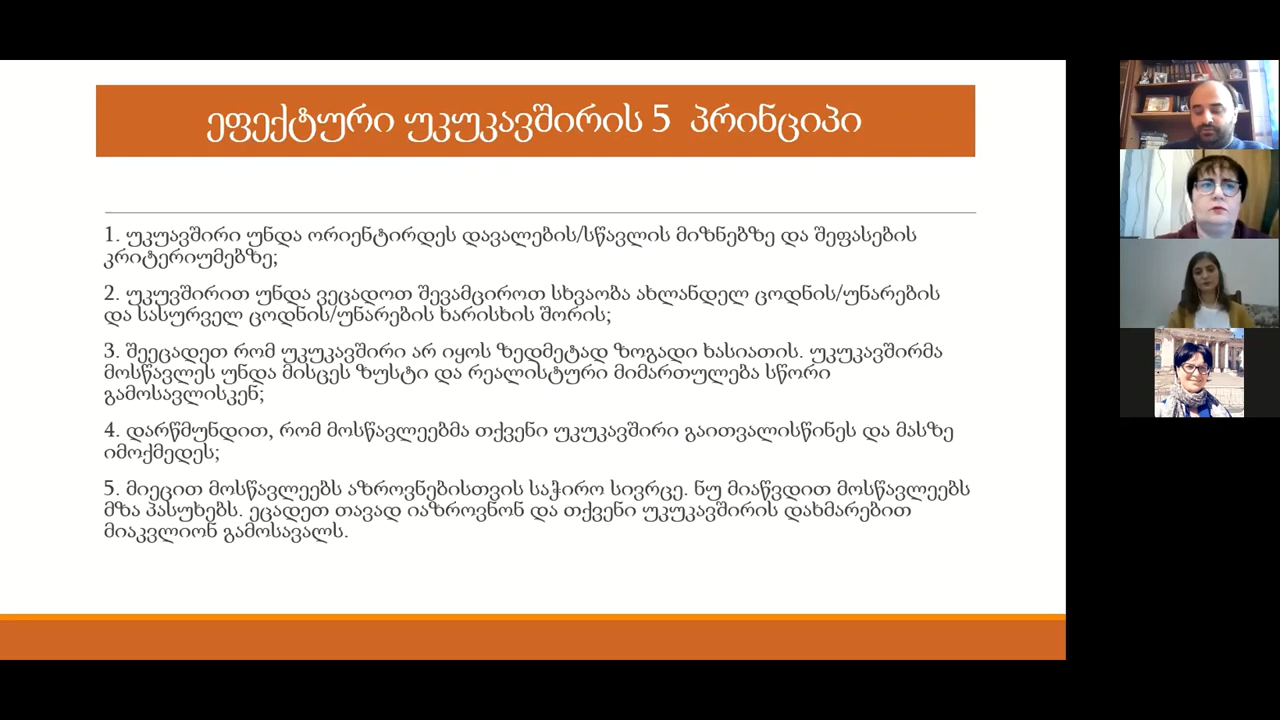 ეფექტური უკუკავშირის 5 პრინციპი
1. უკუავშირი უნდა ორიენტირდეს დავალების/სწავლის მიზნებზე და შეფასების
კრიტერიუმებზე;
2. უკუვშირით უნდა ვეცადოთ შევამციროთ სხვაობა ახლანდელ ცოდნის/უნარების
და სასურველ ცოდნის/უნარების ხარისხის შორის;
3. შეეცადეთ რომ უკუკავშირი არ იყოს ზედმეტად ზოგადი ხასიათის. უკუკავშირმა
მოსწავლეს უნდა მისცეს ზუსტი და რეალისტური მიმართულება სწორი
გამოსავლისკენ;
4. დარწმუნდით, რომ მოსწავლეებმა თქვენი უკუკავშირი გაითვალისწინეს და მასზე
იმოქმედეს;
5. მიეცით მოსწავლეებს აზროვნებისთვის საჭირო სივრცე. ნუ მიაწვდით მოსწავლეებს
მზა პასუხებს. ეცადეთ თავად იაზროვნონ და თქვენი უკუკავშირის დახმარებით
მიაკვლიონ გამოსავალს.